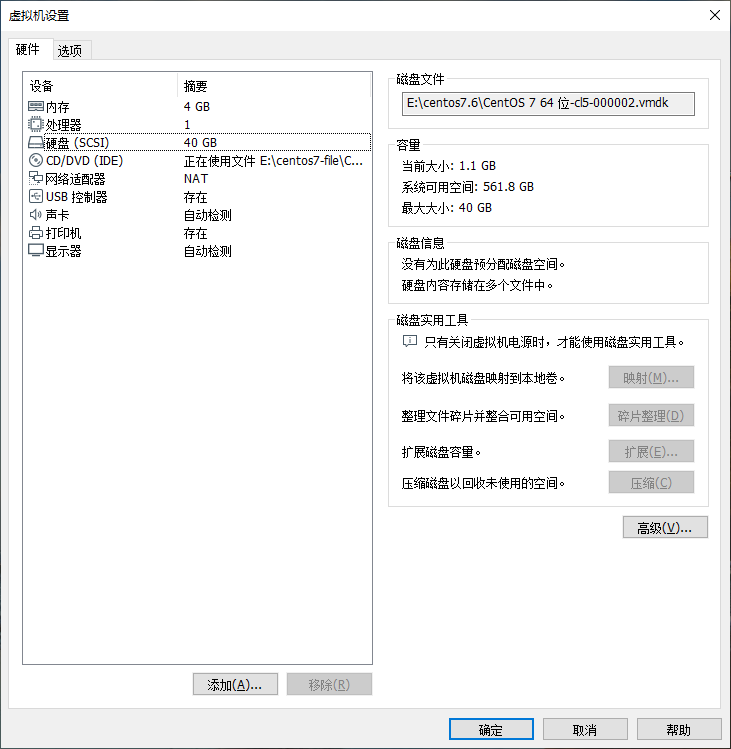 虚拟机设置
硬件 选项
设备 摘要
内存 4 GB
处理器 1
硬盘 (SCSI) 40 GB
CD/DVD (IDE) 正在使用文件 E:\centos7-file\C...
网络适配器 NAT
USB 控制器 存在
声卡 自动检测
打印机 存在
显示器 自动检测
添加(A)... 移除(R)
磁盘文件
E:\centos7.6\CentOS 7 64 位-cl5-000002.vmdk
容量
当前大小: 1.1 GB
系统可用空间: 561.8 GB
最大大小: 40 GB
磁盘信息
没有为此硬盘预分配磁盘空间。
硬盘内容存储在多个文件中。
磁盘实用工具
只有关闭虚拟机电源时，才能使用磁盘实用工具。
将该虚拟机磁盘映射到本地卷。 映射(M)...
整理文件碎片并整合可用空间。 碎片整理(D)
扩展磁盘容量。 扩展(E)...
压缩磁盘以回收未使用的空间。 压缩(C)
高级(V)...
确定 取消 帮助